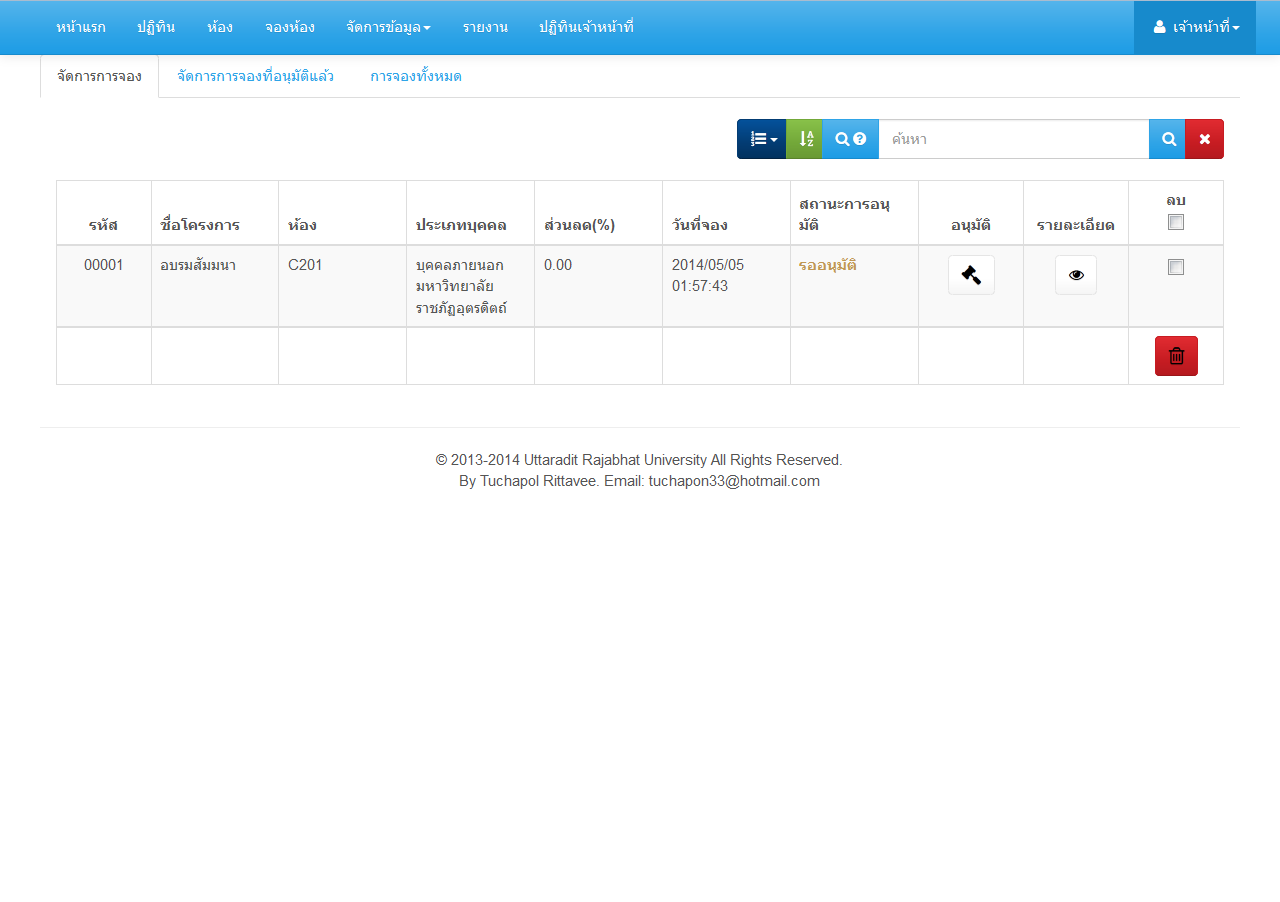 หน้าแรก ปฏิทิน ห้อง จองห้อง จัดการข้อมูล รายงาน ปฏิทินเจ้าหน้าที่ เจ้าหน้าที่
จัดการการจอง จัดการการจองที่อนุมัติแล้ว การจองทั้งหมด
ค้นหา
รหัส ชื่อโครงการ ห้อง ประเภทบุคคล ส่วนลด(%) วันที่จอง สถานะการอนุ
มัติ อนุมัติ รายละเอียด ลบ
00001 อบรมสัมมนา C201 บุคคลภายนอก
มหาวิทยาลัย
ราชภัฏอุตรดิตถ์ 0.00 2014/05/05
01:57:43 รออนุมัติ
© 2013-2014 Uttaradit Rajabhat University All Rights Reserved.
By Tuchapol Rittavee. Email: tuchapon33@hotmail.com